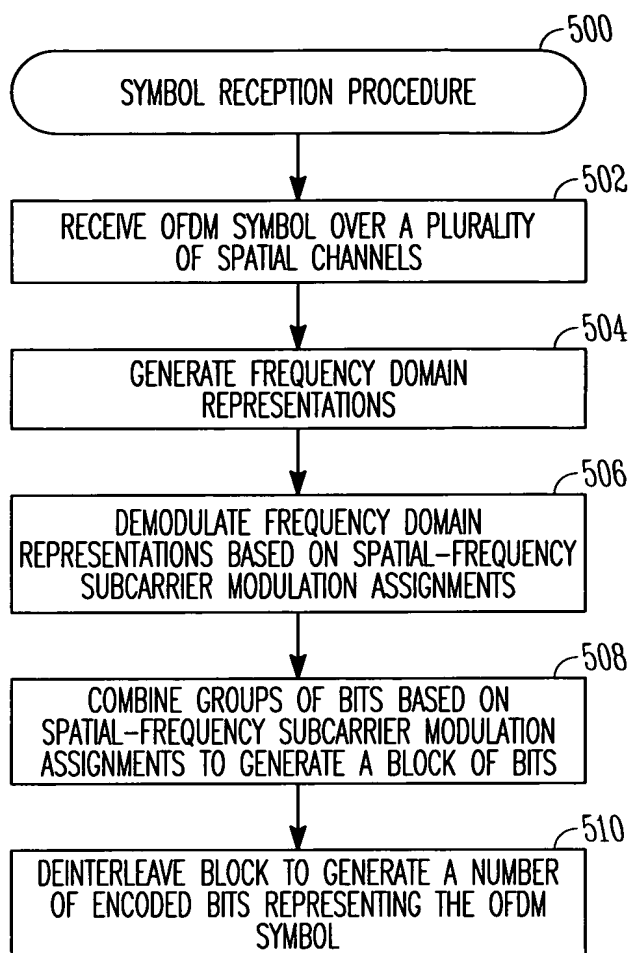 500
SYMBOL RECEPTION PROCEDURE
502
RECEIVE OFDM SYMBOL OVER A PLURALITY
OF SPATIAL CHANNELS
504
GENERATE FREQUENCY DOMAIN
REPRESENTATIONS
506
DEMODULATE FREQUENCY DOMAIN
REPRESENTATIONS BASED ON SPATIAL-FREQUENCY
SUBCARRIER MODULATION ASSIGNMENTS
508
COMBINE GROUPS OF BITS BASED ON
SPATIAL-FREQUENCY SUBCARRIER MODULATION
ASSIGNMENTS TO GENERATE A BLOCK OF BITS
510
DEINTERLEAVE BLOCK TO GENERATE A NUMBER
OF ENCODED BITS REPRESENTING THE OFDM
SYMBOL